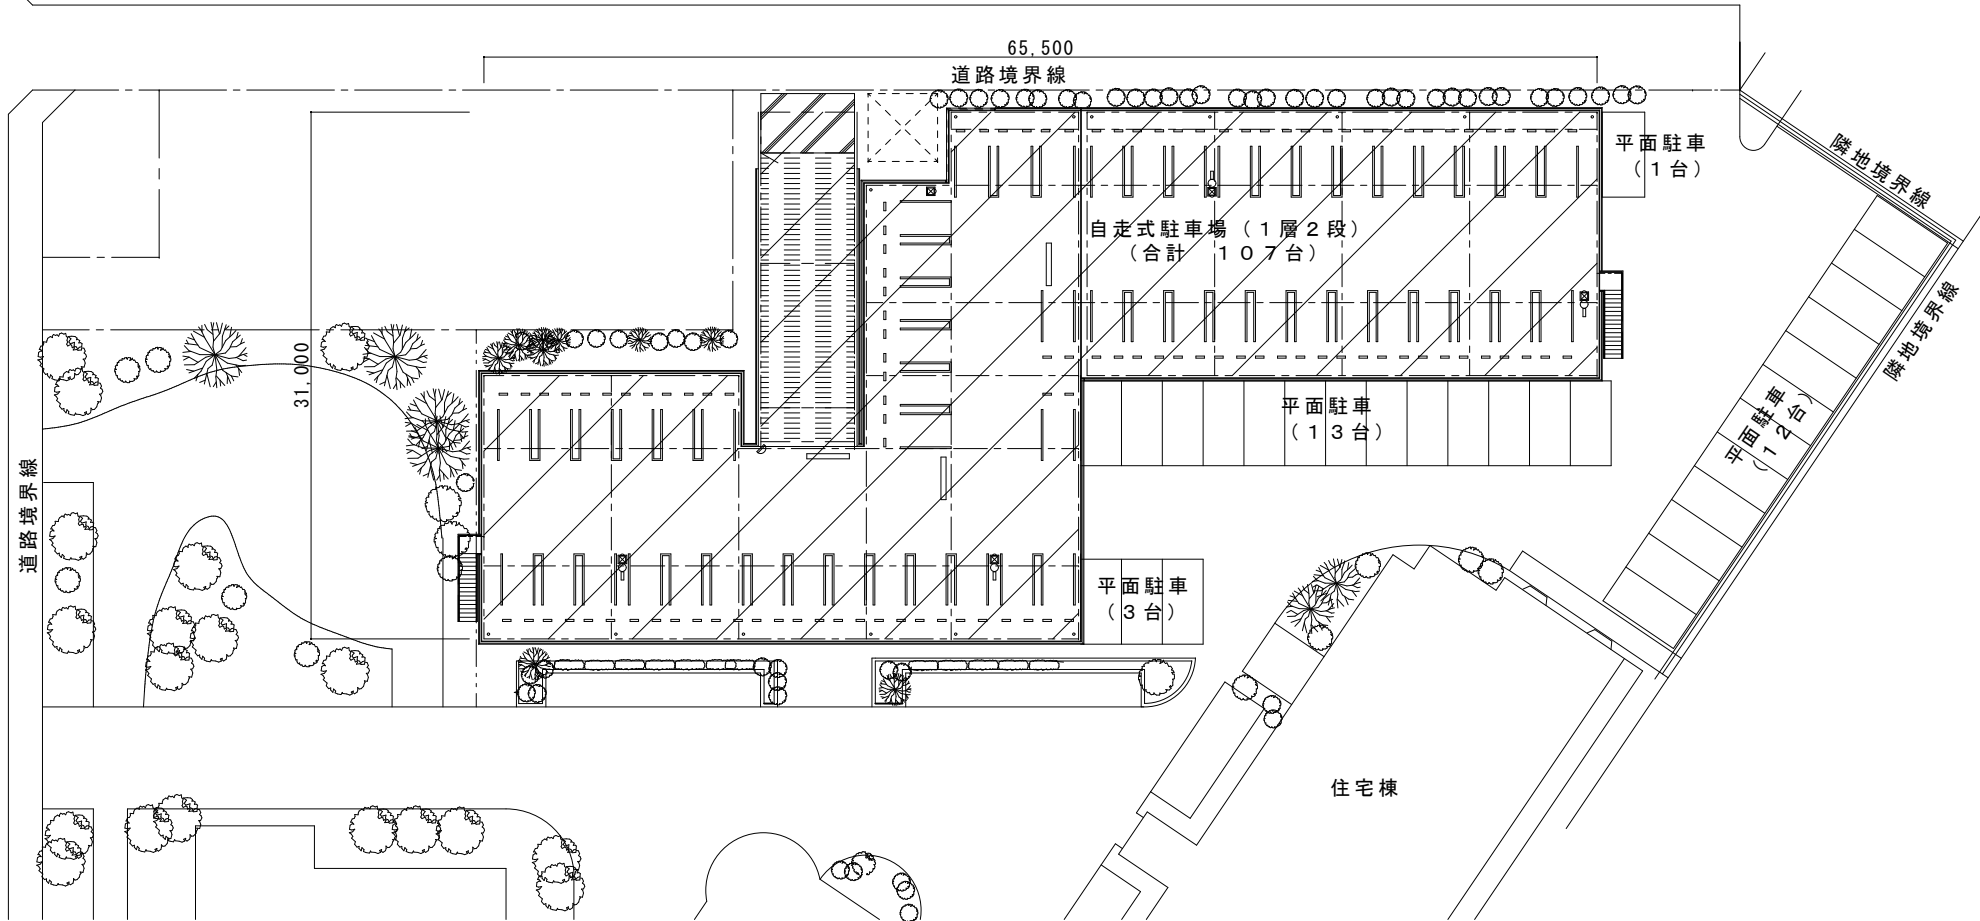 65,500
道路境界線
平面駐車
（１台）
隣地境界線
自走式駐車場（１層２段）
（合計　１０７台）
隣地境界線
31,000
平面駐車
（１３台）
平面駐車
（１２台）
道路境界線
平面駐車
（３台）
住宅棟